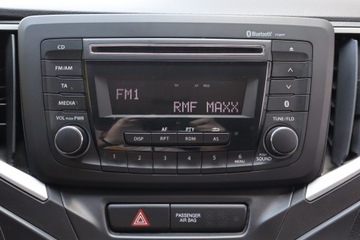 Bluetooth
CD
FM/AM
TA
MEDIA
VOL PUSH PWR
FM1
RMF MAXX
AF PTY
DISP RPT RDM AS
1 2 3 4 5 6
MENU
TUNE/FLD
PUSH SOUND
PASSENGER
AIR BAG